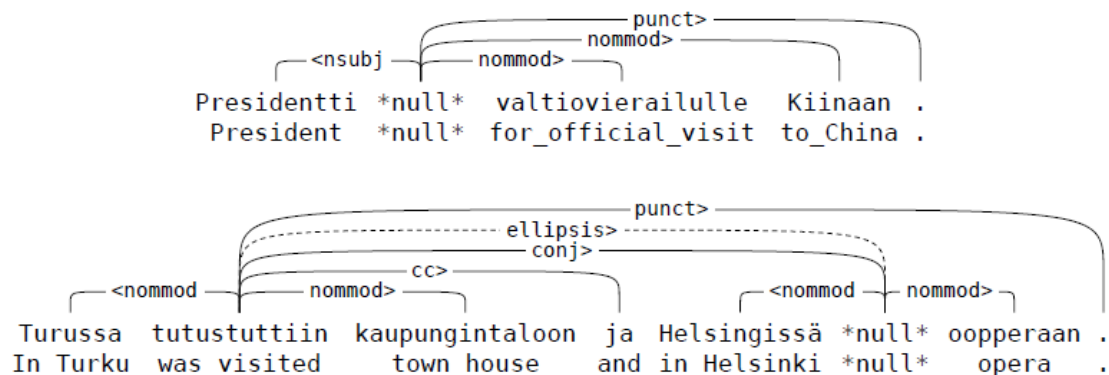 punct>
nommod>
<nsubj nommod>
Presidentti *null* valtiovierailulle Kiinaan .
President *null* for_official_visit to_China .
punct>
ellipsis>
conj>
cc>
<nommod nommod> <nommod nommod>
Turussa tutustuttiin kaupungintaloon ja Helsingissä *null* oopperaan .
In Turku was visited town house and in Helsinki *null* opera .